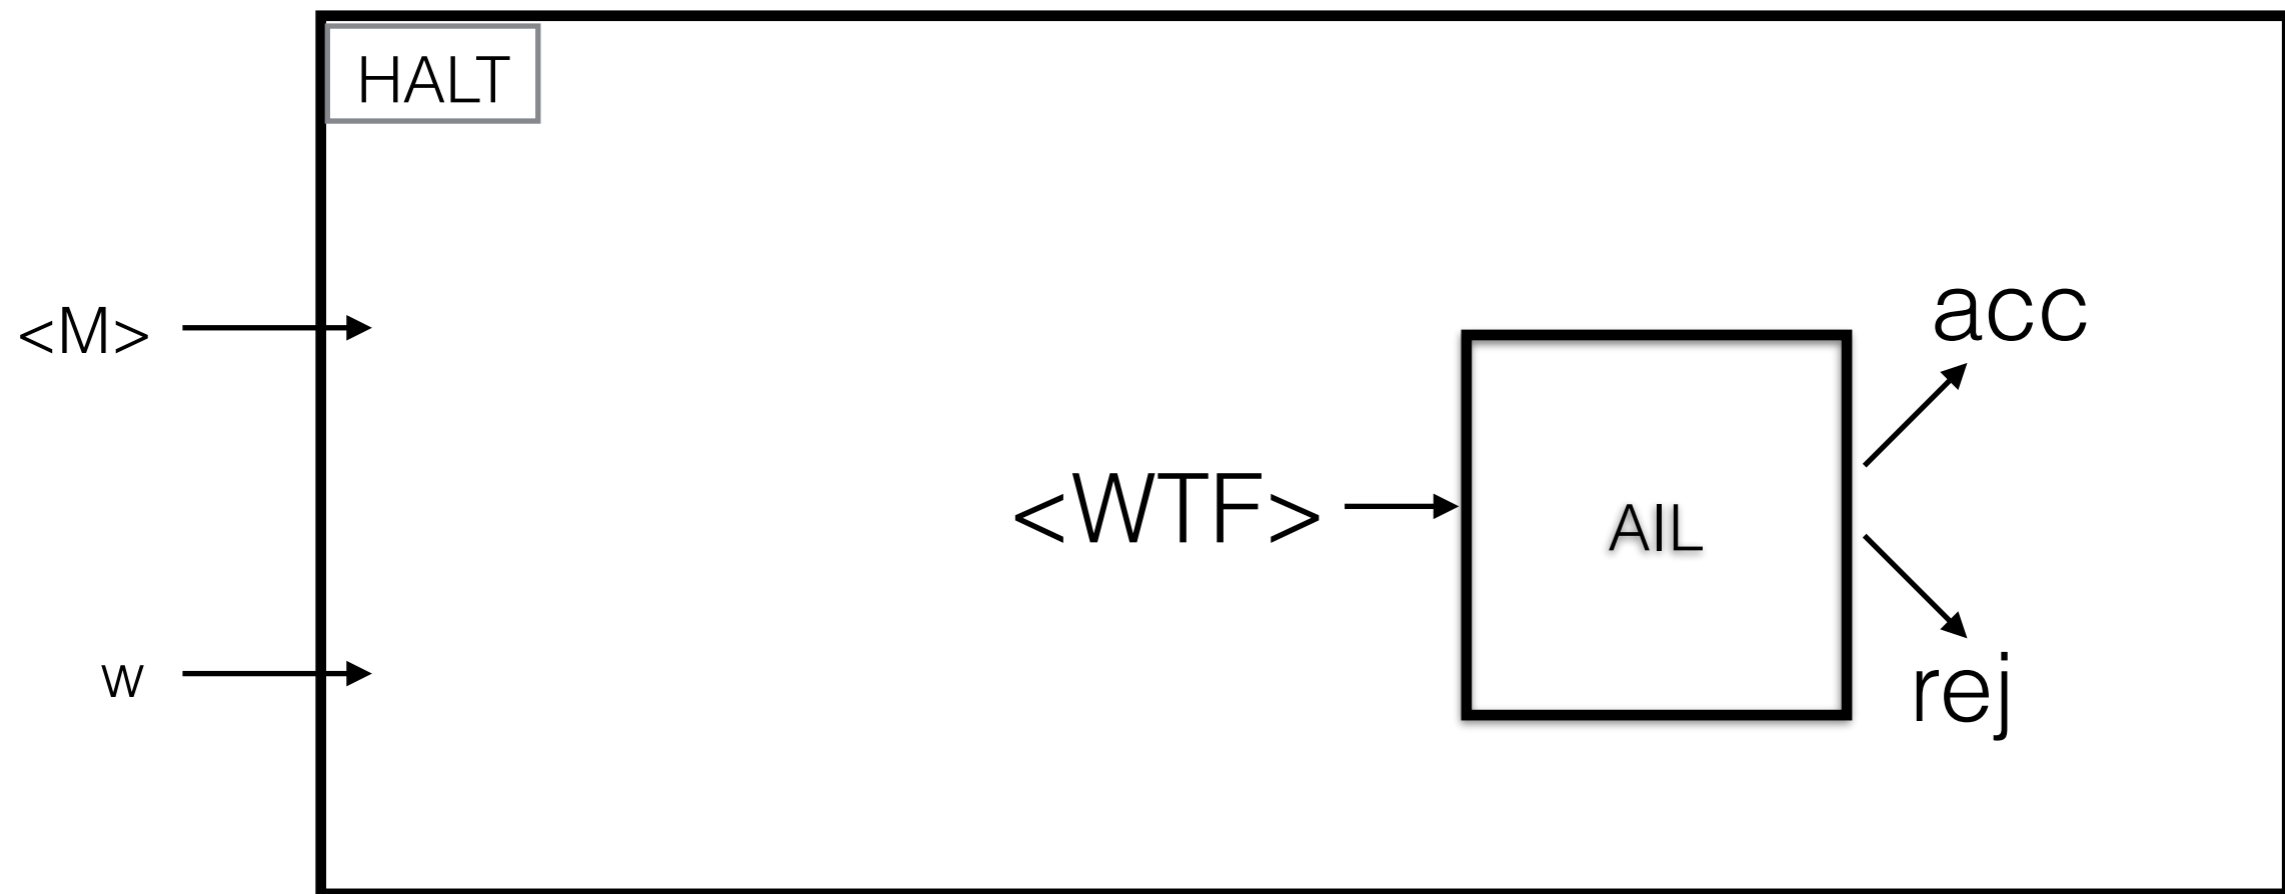 HALT
<M>
acc
<WTF>
AIL
w
rej